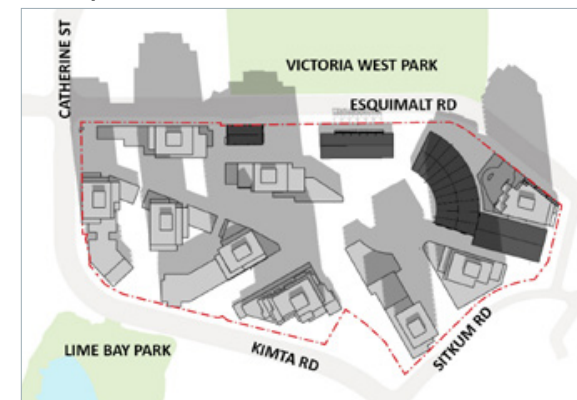 CATHERINE ST
VICTORIA WEST PARK
ESQUIMALT RD
LIME BAY PARK
KIMTA RD
SITKUM RD